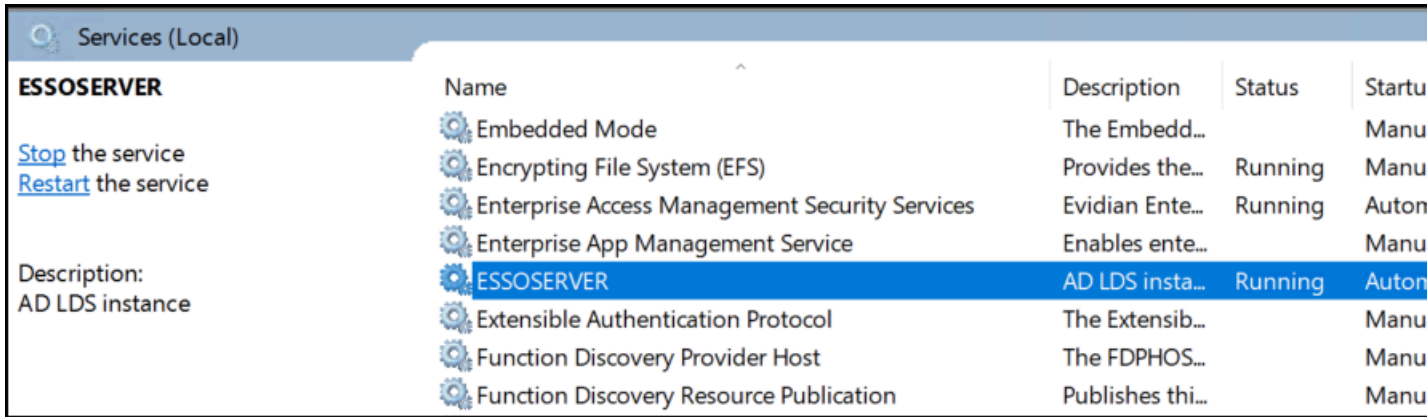 Services (Local)
ESSOSERVER
Stop the service
Restart the service
Description:
AD LDS instance
Name Description Status Startu
Embedded Mode The Embedd... Manu
Encrypting File System (EFS) Provides the... Running Manu
Enterprise Access Management Security Services Evidian Ente... Running Autom
Enterprise App Management Service Enables ente... Manu
ESSOSERVER AD LDS insta... Running Autom
Extensible Authentication Protocol The Extensib... Manu
Function Discovery Provider Host The FDPHOS... Manu
Function Discovery Resource Publication Publishes thi... Manu